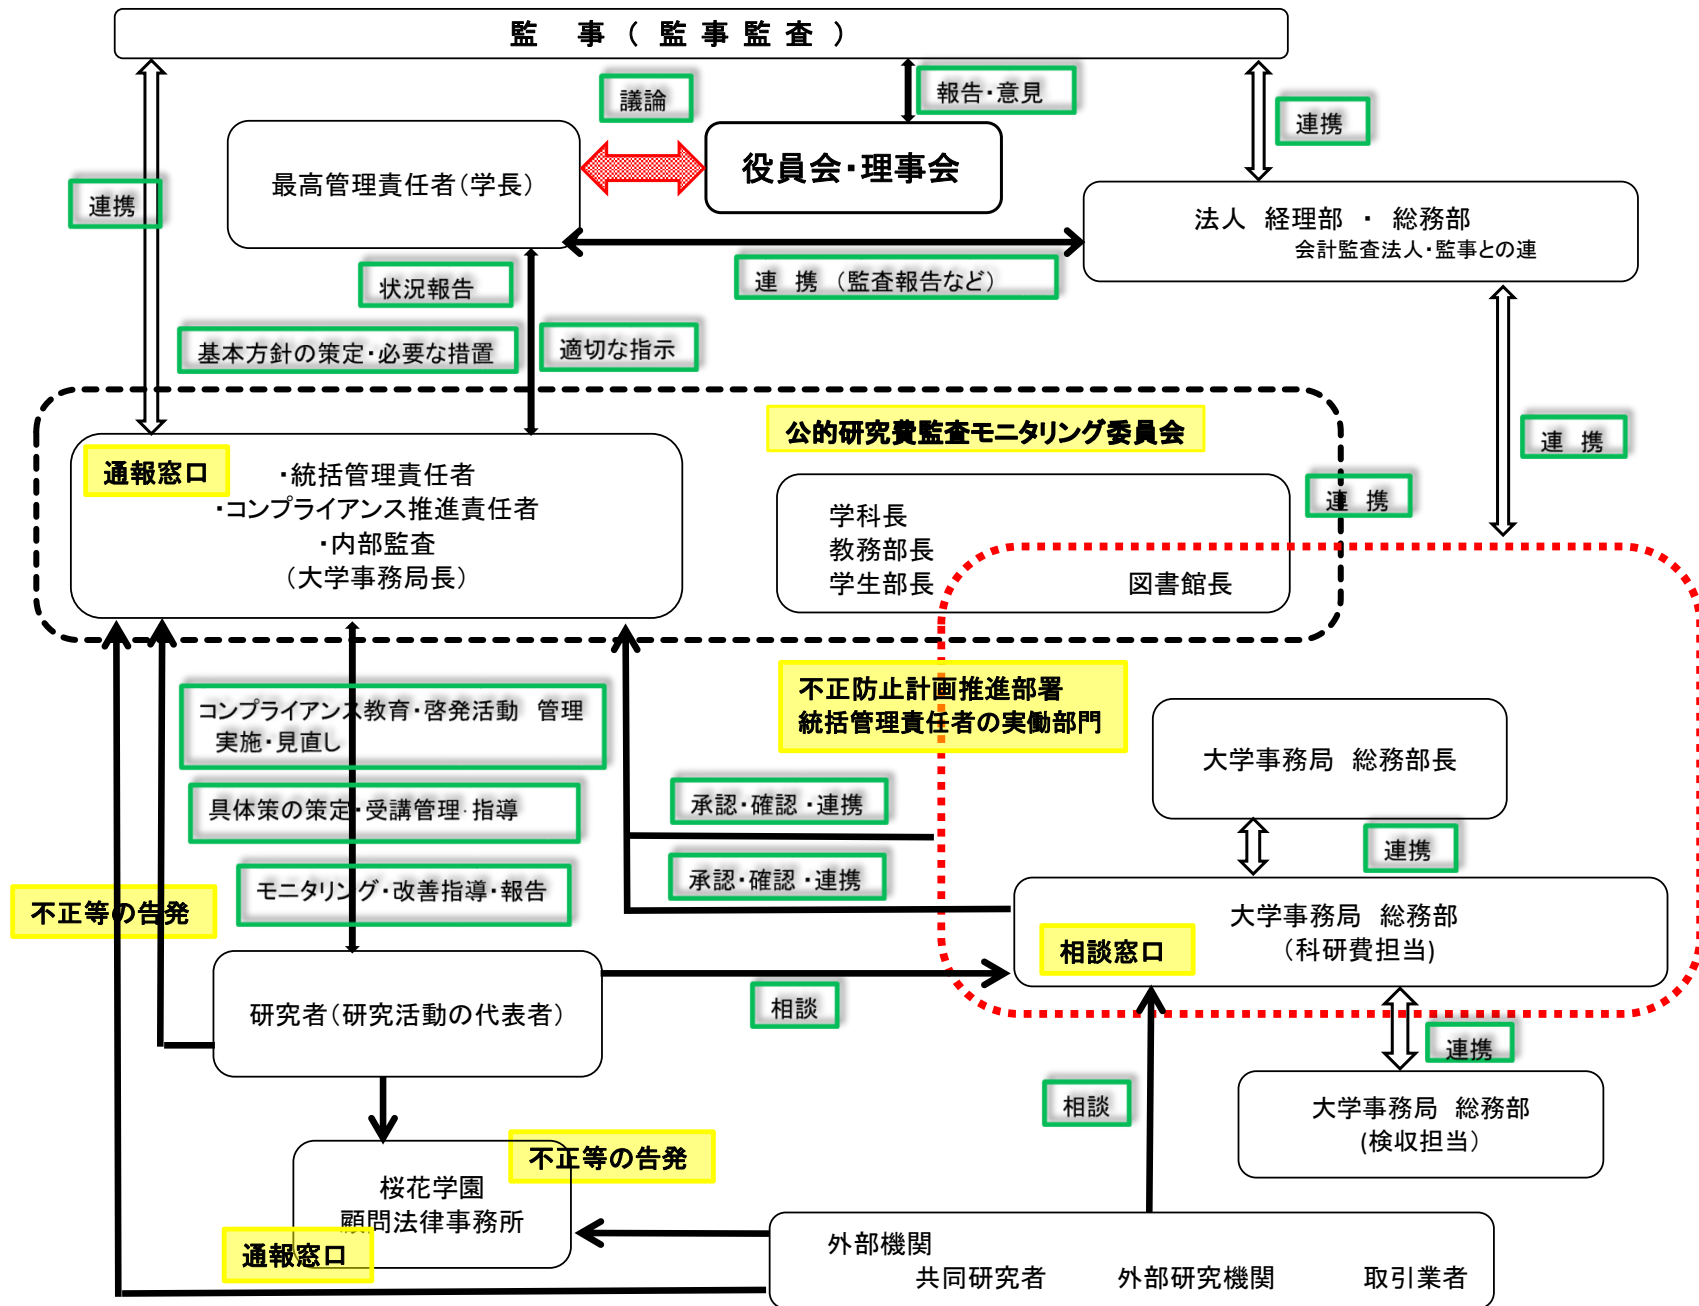 監　事（監事監査）
議論
報告・意見
連携
役員会・理事会
最高管理責任者（学長）
連携
法人　経理部　・　総務部
会計監査法人・監事との連
連　携　（監査報告など）
状況報告
適切な指示
基本方針の策定・必要な措置
公的研究費監査モニタリング委員会
連　携
通報窓口
・統括管理責任者
・コンプライアンス推進責任者
・内部監査
（大学事務局長）
連　携
学科長
教務部長
学生部長　図書館長
不正防止計画推進部署
統括管理責任者の実働部門
コンプライアンス教育・啓発活動　管理
実施・見直し
大学事務局　総務部長
具体策の策定・受講管理・指導
承認・確認・連携
連携
承認・確認・連携
モニタリング・改善指導・報告
不正等の告発
大学事務局　総務部
（科研費担当）
相談窓口
研究者（研究活動の代表者）
相談
連携
相談
大学事務局　総務部
（検収担当）
不正等の告発
桜花学園
顧問法律事務所
通報窓口
外部機関
共同研究者　外部研究機関　取引業者